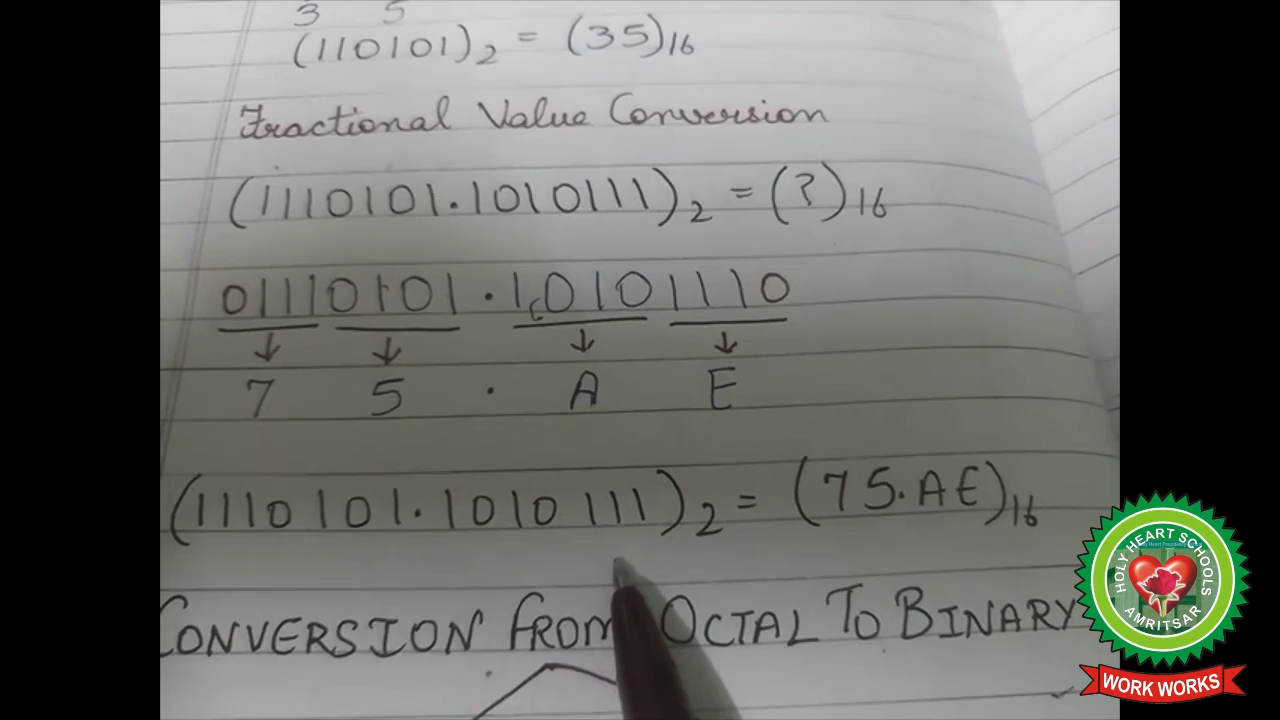 3 5
(110101)2 = (35)16
Fractional Value Conversion
(1110101.1010111)2 = (?)16
01110101.10101110
↓ ↓ ↓ ↓
7 5 . A E
(1110101.1010111)2 = (75.AE)16
CONVERSION FROM OCTAL TO BINARY
HOLY HEART SCHOOLS
AMRITSAR
WORK WORKS